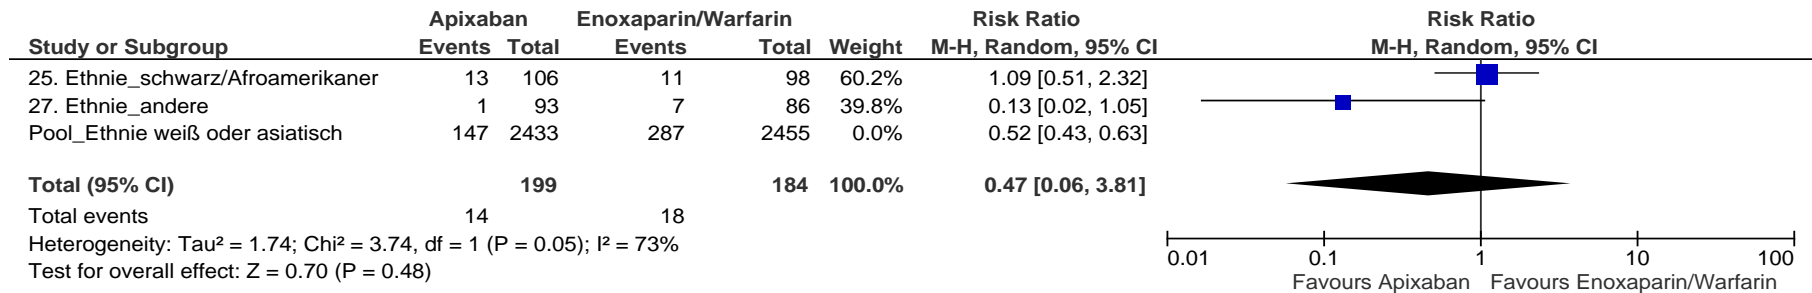 Apixaban Enoxaparin/Warfarin Risk Ratio Risk Ratio
Study or Subgroup Events Total Events Total Weight M-H, Random, 95% CI M-H, Random, 95% CI
25. Ethnie_schwarz/Afroamerikaner 13 106 11 98 60.2% 1.09 [0.51, 2.32]
27. Ethnie_andere 1 93 7 86 39.8% 0.13 [0.02, 1.05]
Pool_Ethnie weiß oder asiatisch 147 2433 287 2455 0.0% 0.52 [0.43, 0.63]
Total (95% CI) 199 184 100.0% 0.47 [0.06, 3.81]
Total events 14 18
Heterogeneity: Tau² = 1.74; Chi² = 3.74, df = 1 (P = 0.05); I² = 73%
Test for overall effect: Z = 0.70 (P = 0.48)
0.01 0.1 1 10 100
Favours Apixaban Favours Enoxaparin/Warfarin